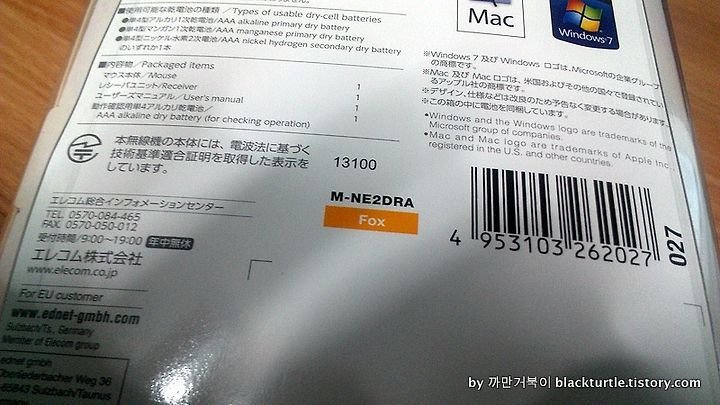 ■使用可能な乾電池の種類 / Types of usable dry-cell batteries
●単4型アルカリ1次乾電池/AAA alkaline primary dry battery
●単4型マンガン1次乾電池/AAA manganese primary dry battery
●単4型ニッケル水素2次電池/AAA nickel hydrogen secondary dry battery
のいずれか1本
■内容物/Packaged items
マウス本体/Mouse 1
レシーバユニット/Receiver 1
ユーザーズマニュアル/User's manual 1
動作確認用単4アルカリ乾電池/
AAA alkaline dry battery (for checking operation) 1
本無線機の本体には、電波法に基づく
技術基準適合証明を取得した表示を
しています。
13100
エレコム総合インフォメーションセンター
TEL. 0570-084-465
FAX. 0570-050-012
受付時間/9:00~19:00 年中無休
エレコム株式会社
www.elecom.co.jp
For EU customer
www.ednet-gmbh.com
Sulzbach/Ts., Germany
Member of Elecom group
ednet gmbh
Oberliederbacher Weg 36
65843 Sulzbach/Taunus
Mac
Windows 7
※Windows 7 及び Windows ロゴは、Microsoftの企業グループ
の商標です。
※Mac 及び Mac ロゴは、米国およびその他の国々で登録されてい
るアップル社の商標です。
※デザイン、仕様などは改良のため予告なく変更する場合があります。
※この箱の中に電池を同梱しています。
•Windows and the Windows logo are trademarks of the
Microsoft group of companies.
•Mac and Mac logo are trademarks of Apple Inc.,
registered in the U.S. and other countries.
M-NE2DRA
Fox
4 953103 262027
027
by 까만거북이 blackturtle.tistory.com